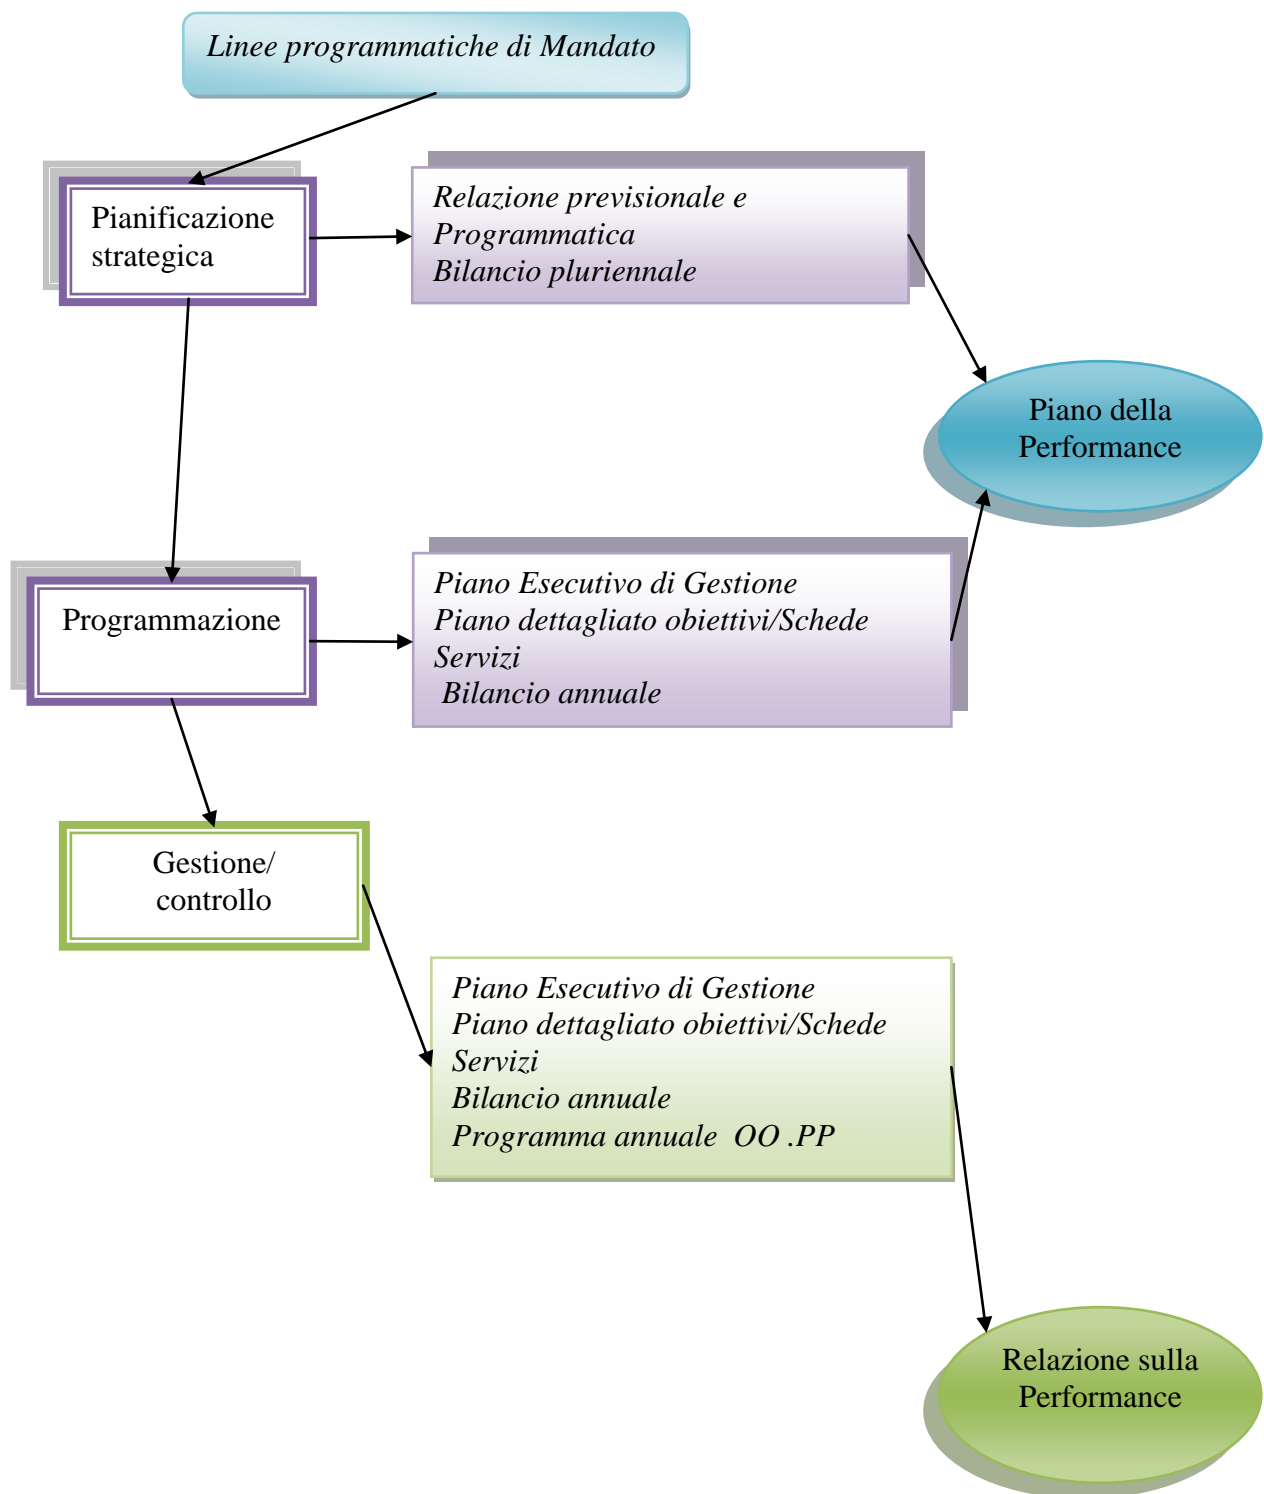 Linee programmatiche di Mandato
Pianificazione
strategica
Relazione previsionale e
Programmatica
Bilancio pluriennale
Piano della
Performance
Programmazione
Piano Esecutivo di Gestione
Piano dettagliato obiettivi/Schede
Servizi
Bilancio annuale
Gestione/
controllo
Piano Esecutivo di Gestione
Piano dettagliato obiettivi/Schede
Servizi
Bilancio annuale
Programma annuale  OO .PP
Relazione sulla
Performance